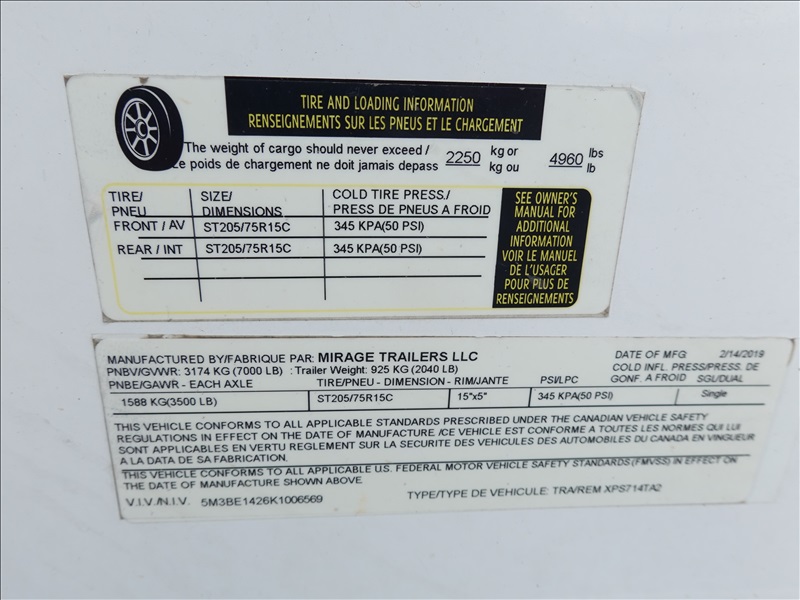 TIRE AND LOADING INFORMATION
RENSEIGNEMENTS SUR LES PNEUS ET LE CHARGEMENT
The weight of cargo should never exceed / 2250 kg or 4960 lbs
Le poids de chargement ne doit jamais depass kg ou lb
TIRE/ SIZE/ COLD TIRE PRESS./
PNEU DIMENSIONS PRESS DE PNEUS A FROID
FRONT / AV ST205/75R15C 345 KPA(50 PSI)
REAR / INT ST205/75R15C 345 KPA(50 PSI)
SEE OWNER'S
MANUAL FOR
ADDITIONAL
INFORMATION
VOIR LE MANUEL
DE L'USAGER
POUR PLUS DE
RENSEIGNEMENTS
MANUFACTURED BY/FABRIQUE PAR: MIRAGE TRAILERS LLC DATE OF MFG 2/14/2019
PNBV/GVWR: 3174 KG (7000 LB) : Trailer Weight: 925 KG (2040 LB) COLD INFL. PRESS/PRESS. DE
PNBE/GAWR - EACH AXLE TIRE/PNEU - DIMENSION - RIM/JANTE PSI/LPC GONF. A FROID SGL/DUAL
1588 KG(3500 LB) ST205/75R15C 15"x5" 345 KPA(50 PSI) Single
THIS VEHICLE CONFORMS TO ALL APPLICABLE STANDARDS PRESCRIBED UNDER THE CANADIAN VEHICLE SAFETY
REGULATIONS IN EFFECT ON THE DATE OF MANUFACTURE /CE VEHICLE EST CONFORME A TOUTES LES NORMES QUI LUI
SONT APPLICABLES EN VERTU REGLEMENT SUR LA SECURITE DES VEHICULES DES AUTOMOBILES DU CANADA EN VINGUEUR
A LA DATA DE SA FABRICATION.
THIS VEHICLE CONFORMS TO ALL APPLICABLE U.S. FEDERAL MOTOR VEHICLE SAFETY STANDARDS (FMVSS) IN EFFECT ON
THE DATE OF MANUFACTURE SHOWN ABOVE
V.I.V./N.I.V. 5M3BE1426K1006569 TYPE/TYPE DE VEHICULE: TRA/REM XPS714TA2